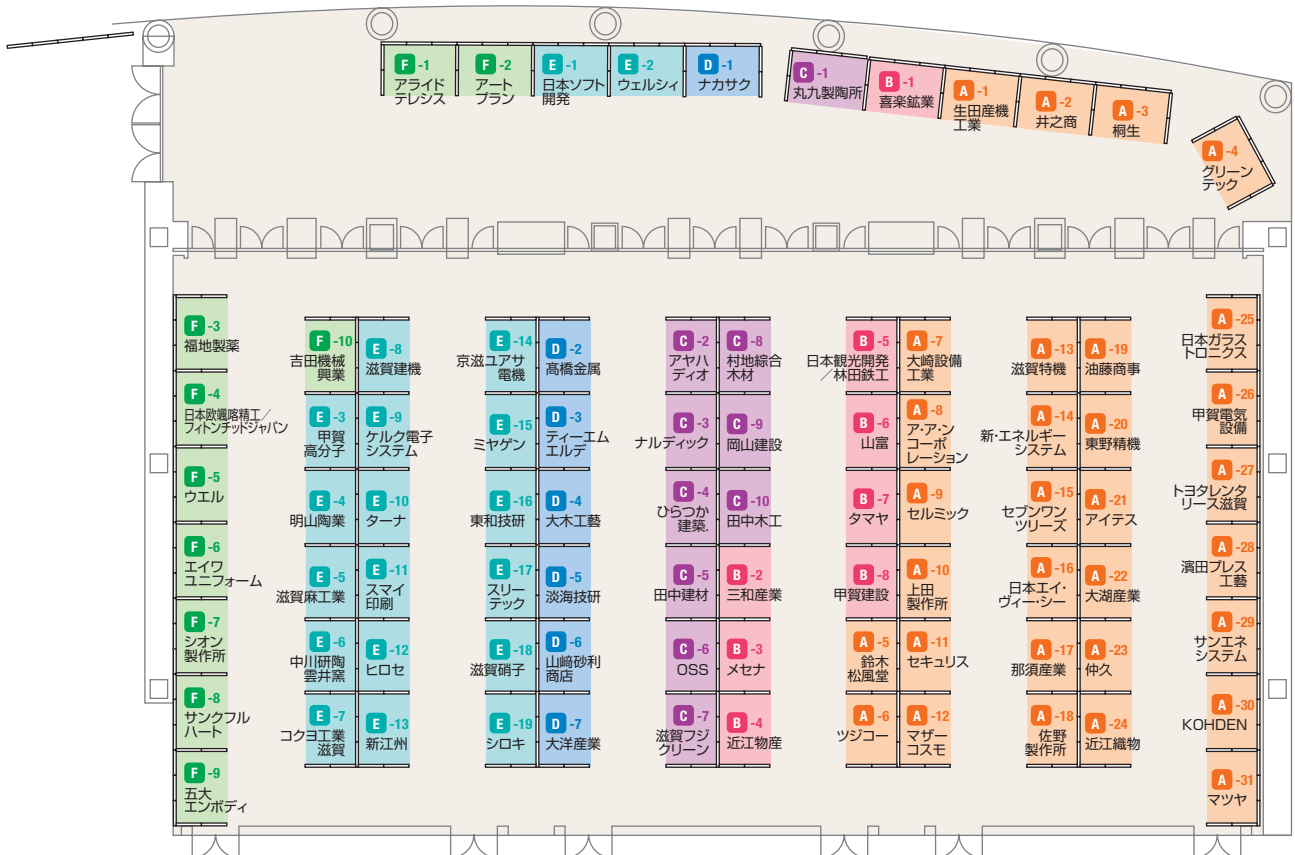 F -1
アライド
テレシス
F -2
アート
プラン
E -1
日本ソフト
開発
E -2
ウェルシィ
D -1
ナカサク
C -1
丸九製陶所
B -1
喜楽鉱業
A -1
生田産機
工業
A -2
井之商
A -3
桐生
A -4
グリーン
テック
F -3
福地製薬
F -4
日本欧颯喀精工／
フィトンチッドジャパン
F -5
ウエル
F -6
エイワ
ユニフォーム
F -7
シオン
製作所
F -8
サンクフル
ハート
F -9
五大
エンボディ
F -10
吉田機械
興業
E -3
甲賀
高分子
E -4
明山陶業
E -5
滋賀麻工業
E -6
中川研陶
雲井窯
E -7
コクヨ工業
滋賀
E -8
滋賀建機
E -9
ケルク電子
システム
E -10
ターナ
E -11
スマイ
印刷
E -12
ヒロセ
E -13
新江州
E -14
京滋ユアサ
電機
E -15
ミヤゲン
E -16
東和技研
E -17
スリー
テック
E -18
滋賀硝子
E -19
シロキ
D -2
髙橋金属
D -3
ティーエム
エルデ
D -4
大木工藝
D -5
淡海技研
D -6
山﨑砂利
商店
D -7
大洋産業
C -2
アヤハ
ディオ
C -3
ナルディック
C -4
ひらつか
建築.
C -5
田中建材
C -6
OSS
C -7
滋賀フジ
クリーン
C -8
村地綜合
木材
C -9
岡山建設
C -10
田中木工
B -2
三和産業
B -3
メセナ
B -4
近江物産
B -5
日本観光開発
／林田鉄工
B -6
山富
B -7
タマヤ
B -8
甲賀建設
A -5
鈴木
松風堂
A -6
ツジコー
A -7
大崎設備
工業
A -8
ア・ア・ン
コーポ
レーション
A -9
セルミック
A -10
上田
製作所
A -11
セキュリス
A -12
マザー
コスモ
A -13
滋賀特機
A -14
新・エネルギー
システム
A -15
セブンワン
ツリーズ
A -16
日本エイ・
ヴィー・シー
A -17
那須産業
A -18
佐野
製作所
A -19
油藤商事
A -20
東野精機
A -21
アイテス
A -22
大湖産業
A -23
仲久
A -24
近江織物
A -25
日本ガラス
トロニクス
A -26
甲賀電気
設備
A -27
トヨタレンタ
リース滋賀
A -28
濱田プレス
工藝
A -29
サンエネ
システム
A -30
KOHDEN
A -31
マツヤ